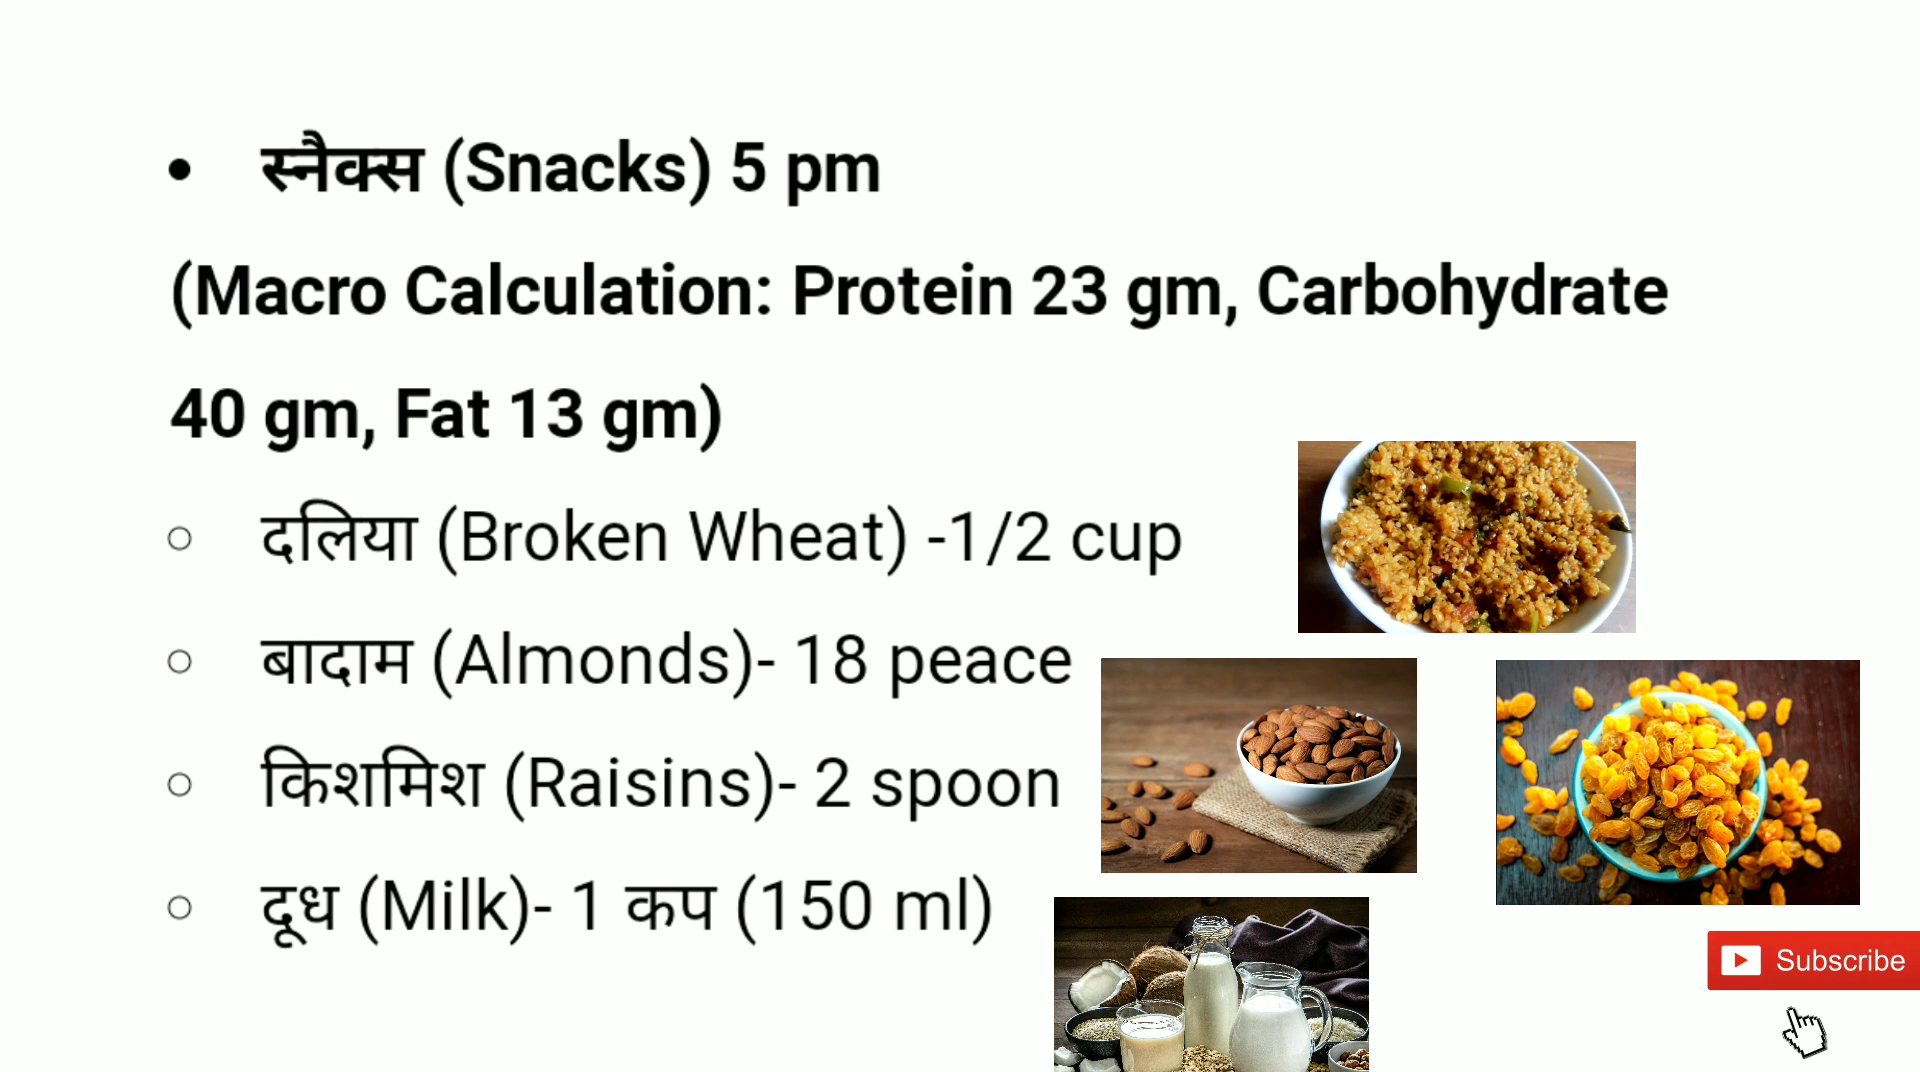 • स्नैक्स (Snacks) 5 pm
(Macro Calculation: Protein 23 gm, Carbohydrate
40 gm, Fat 13 gm)
○ दलिया (Broken Wheat) -1/2 cup
○ बादाम (Almonds)- 18 peace
○ किशमिश (Raisins)- 2 spoon
○ दूध (Milk)- 1 कप (150 ml)
Subscribe